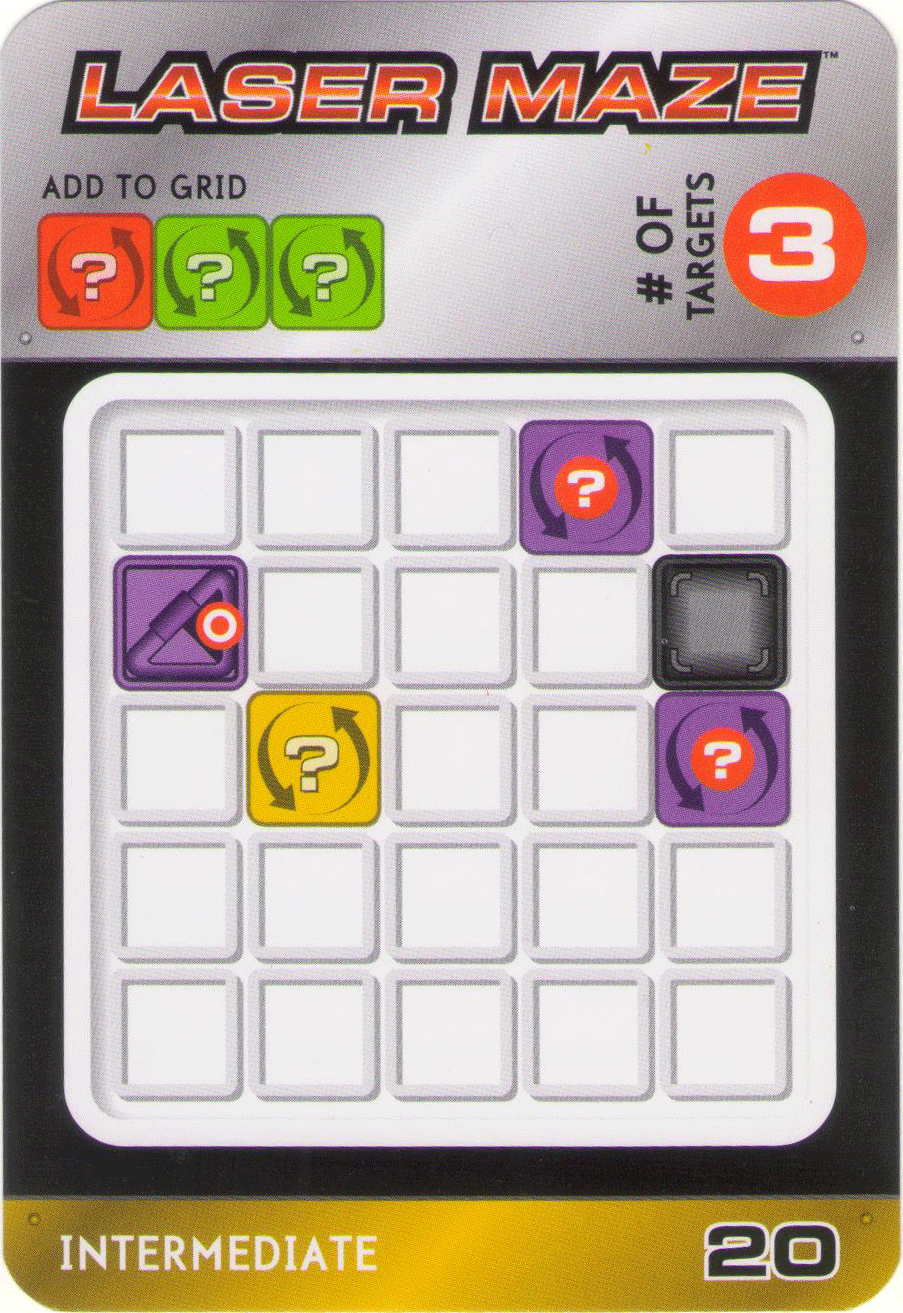 LASER MAZE™
ADD TO GRID
? ? ?
# OF
TARGETS
3
?
?
?
INTERMEDIATE
20